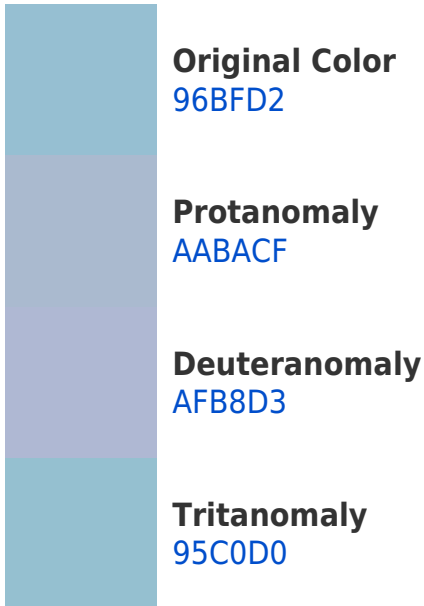 Original Color
96BFD2
Protanomaly
AABACF
Deuteranomaly
AFB8D3
Tritanomaly
95C0D0